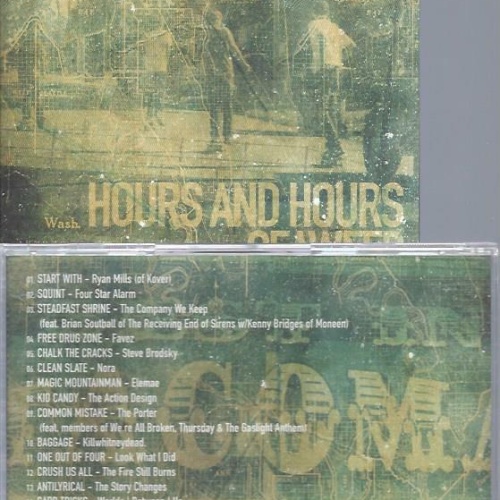 HOURS AND HOURS
Wash.
01 START WITH – Ryan Mills (of Kover)
02 SQUINT – Four Star Alarm
03 STEADFAST SHRINE – The Company We Keep
(feat. Brian Soutball of The Receiving End of Sirens w/Kenny Bridges of Moneen)
04 FREE DRUG ZONE – Favez
05 CHALK THE CRACKS – Steve Brodsky
06 CLEAN SLATE – Nora
07 MAGIC MOUNTAINMAN – Elemae
08 KID CANDY – The Action Design
09 COMMON MISTAKE – The Porter
(feat. members of We're All Broken, Thursday & The Gaslight Anthem)
10 BAGGAGE – Killwhitneydead.
11 ONE OUT OF FOUR – Look What I Did
12 CRUSH US ALL – The Fire Still Burns
13 ANTILYRICAL – The Story Changes